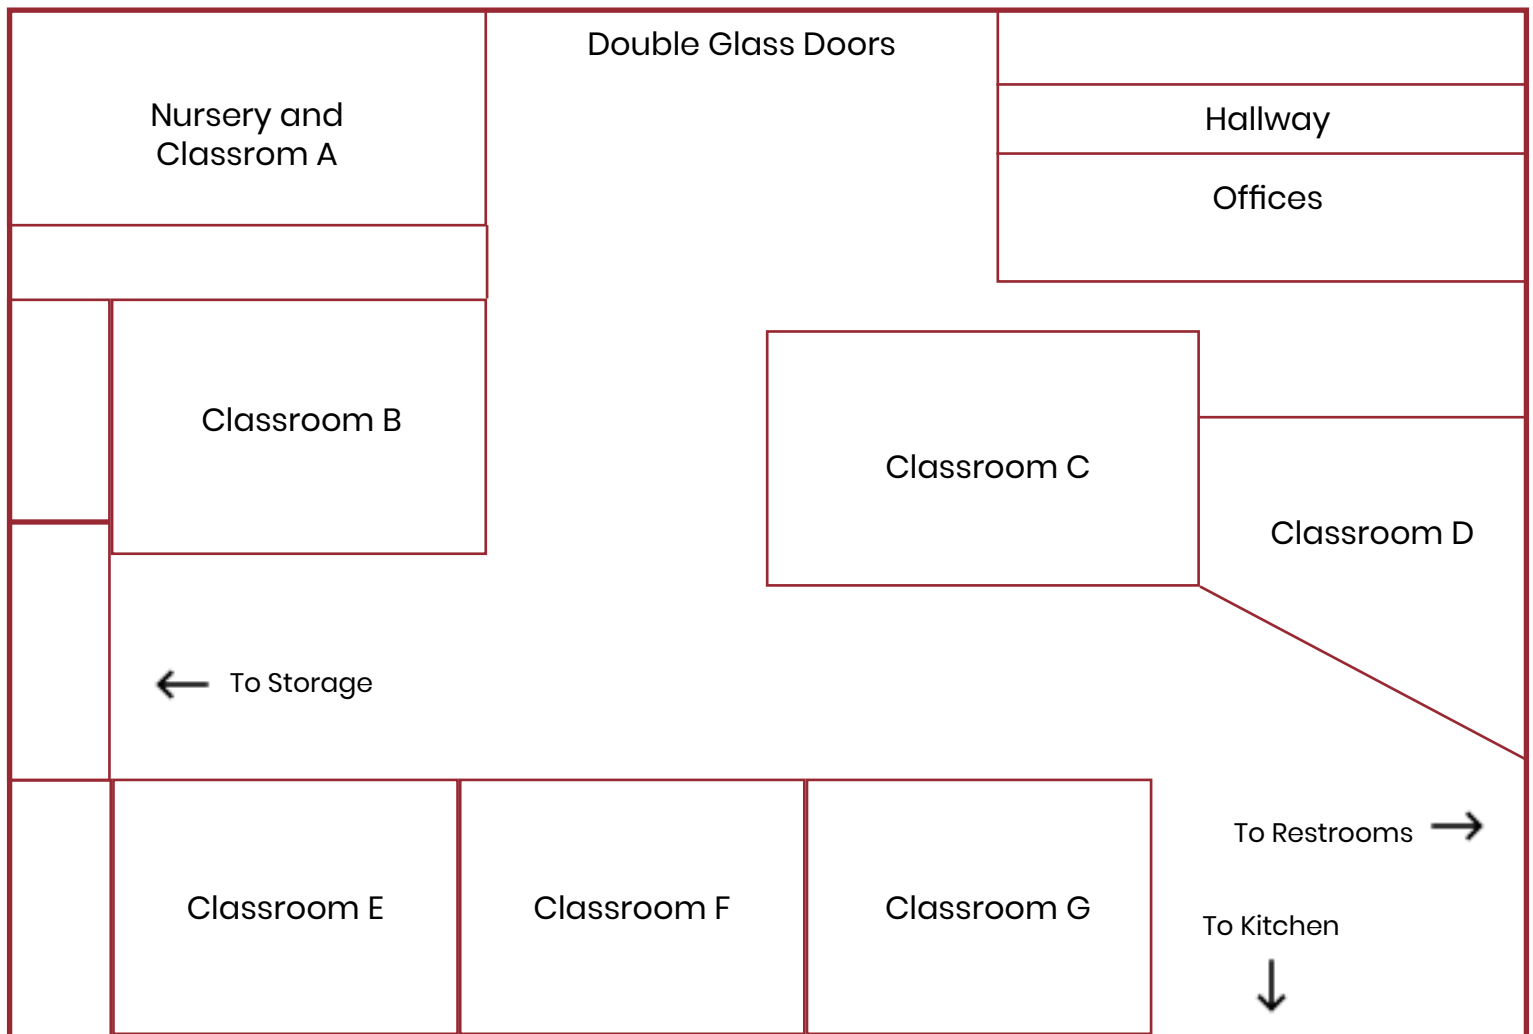 Double Glass Doors
Nursery and
Classrom A
Hallway
Offices
Classroom B
Classroom C
Classroom D
To Storage
To Restrooms
Classroom E
Classroom F
Classroom G
To Kitchen